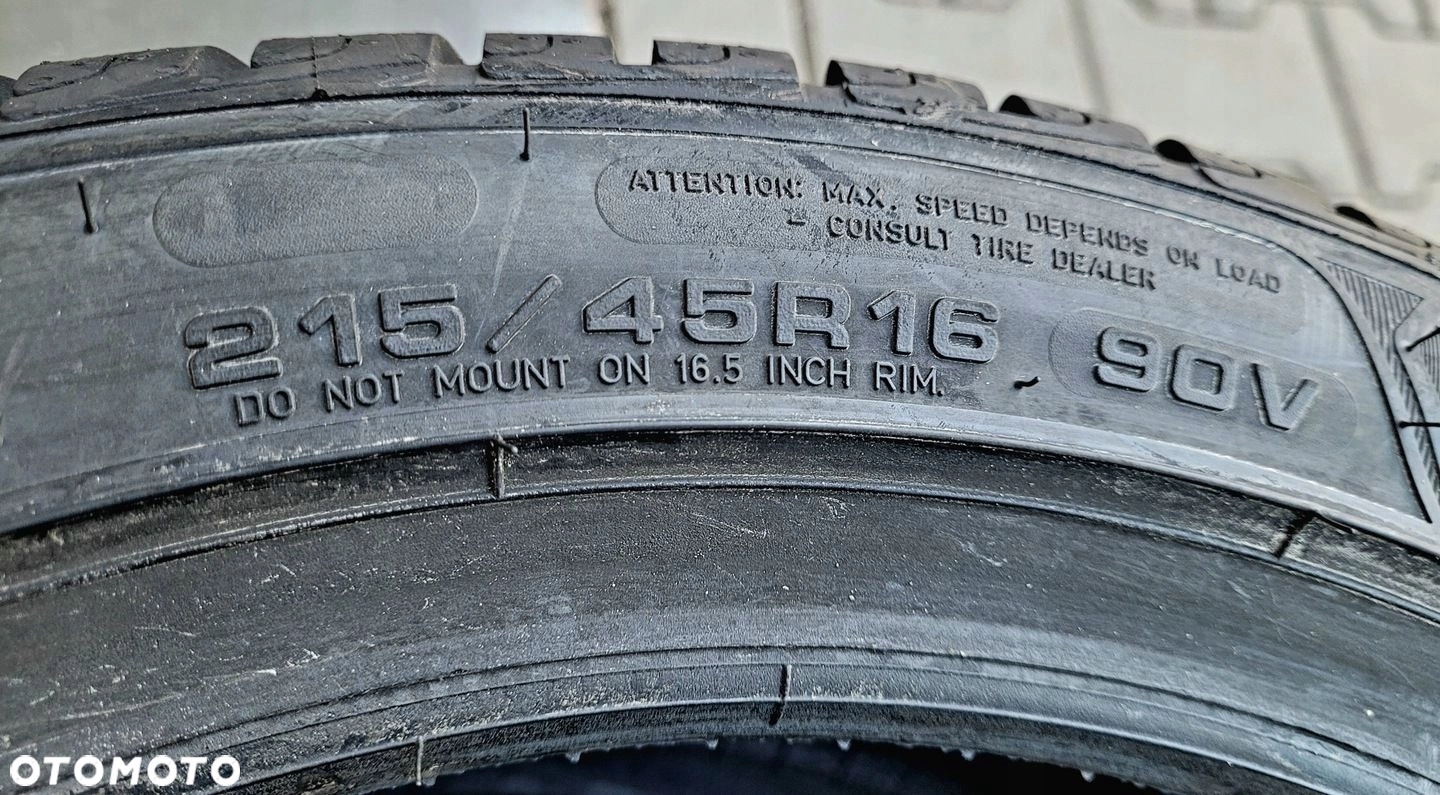 ATTENTION: MAX. SPEED DEPENDS ON LOAD
- CONSULT TIRE DEALER
215/45R16 90V
DO NOT MOUNT ON 16.5 INCH RIM.
OTOMOTO